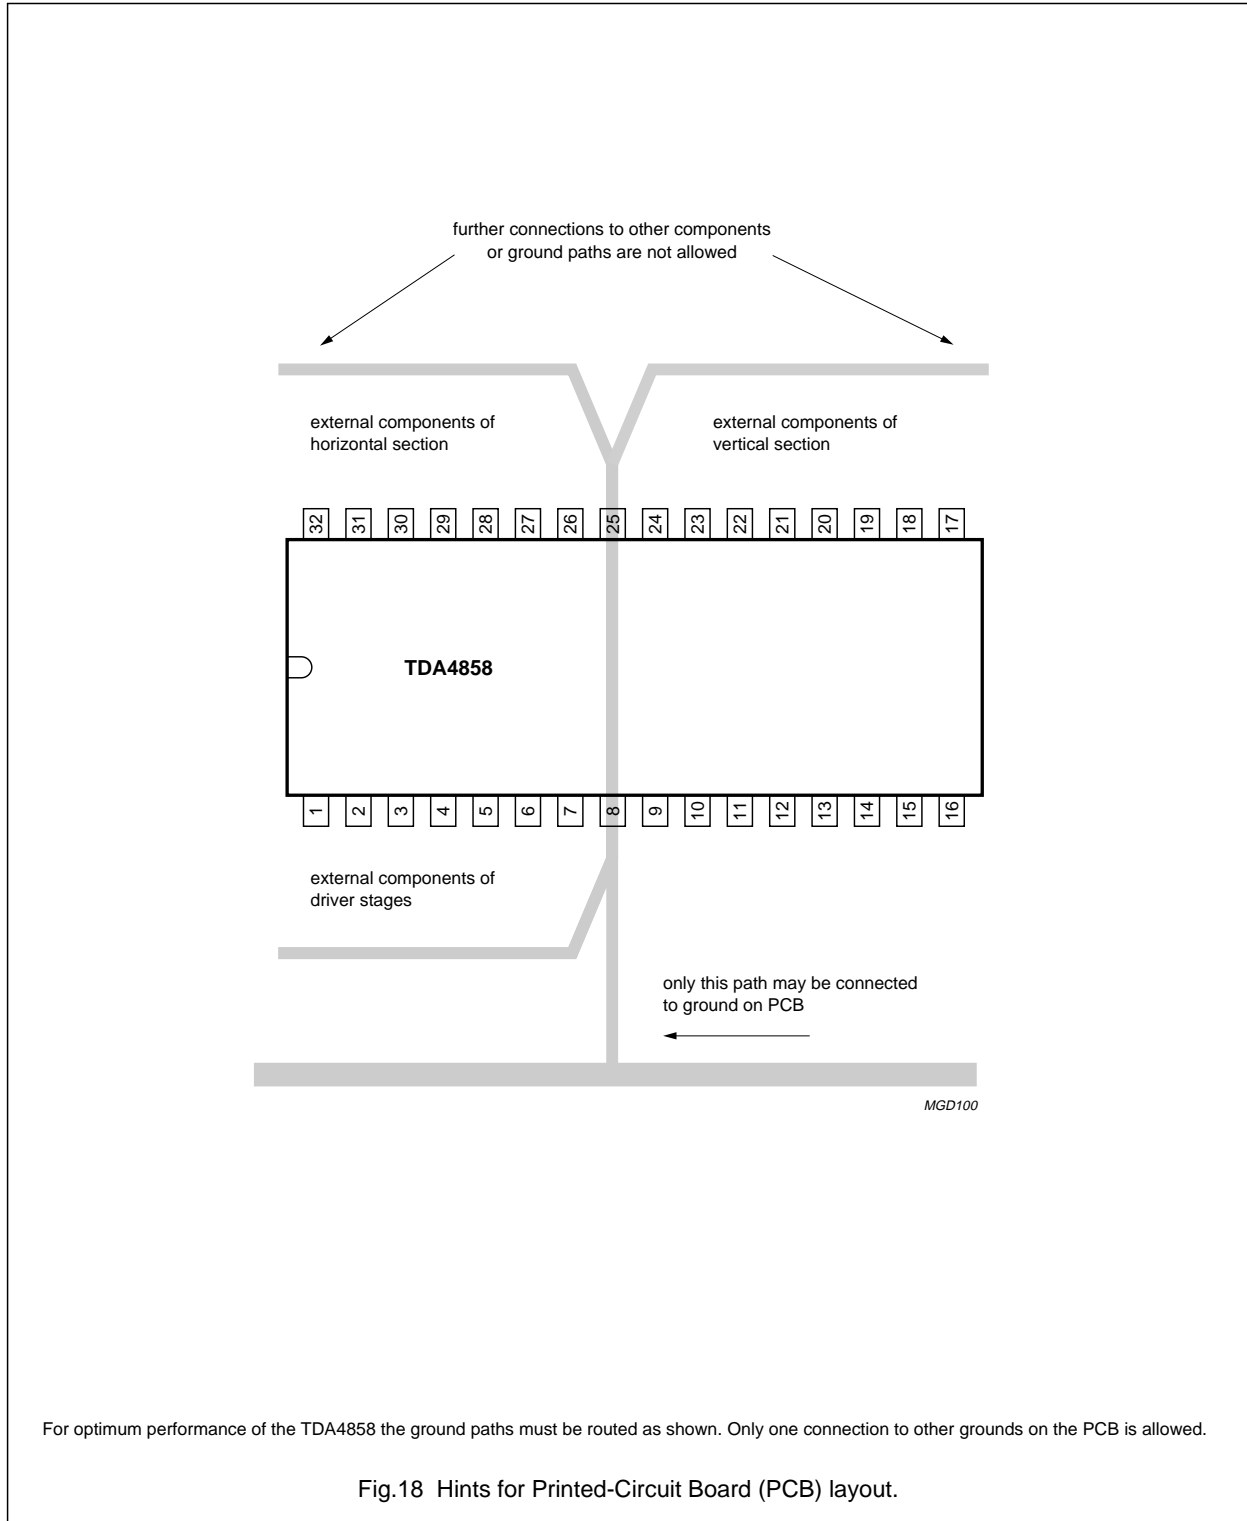 further connections to other components
or ground paths are not allowed
external components of
horizontal section
external components of
vertical section
32 31 30 29 28 27 26 25 24 23 22 21 20 19 18 17
TDA4858
1 2 3 4 5 6 7 8 9 10 11 12 13 14 15 16
external components of
driver stages
only this path may be connected
to ground on PCB
MGD100
For optimum performance of the TDA4858 the ground paths must be routed as shown. Only one connection to other grounds on the PCB is allowed.
Fig.18 Hints for Printed-Circuit Board (PCB) layout.